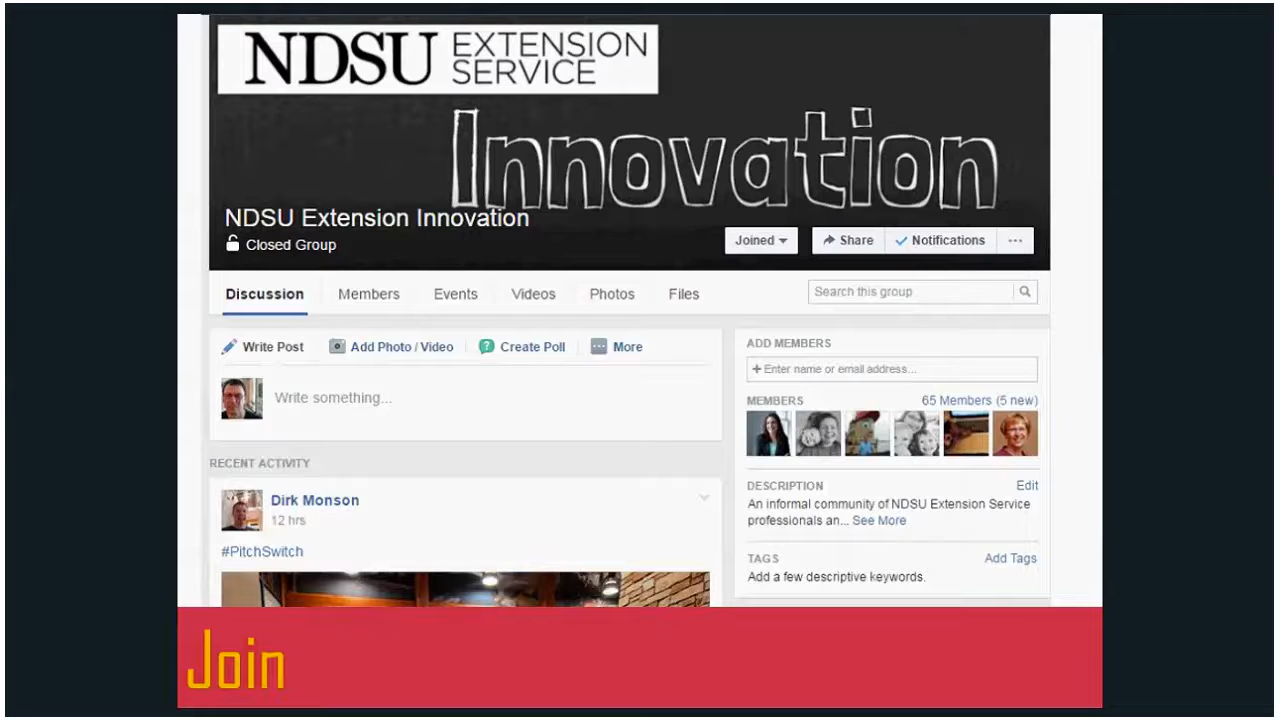 NDSU EXTENSION
SERVICE
Innovation
NDSU Extension Innovation
Closed Group
Joined Share Notifications ...
Discussion Members Events Videos Photos Files Search this group
Write Post Add Photo / Video Create Poll More
Write something...
RECENT ACTIVITY
Dirk Monson
12 hrs
#PitchSwitch
ADD MEMBERS
+ Enter name or email address...
MEMBERS 65 Members (5 new)
DESCRIPTION Edit
An informal community of NDSU Extension Service
professionals an... See More
TAGS Add Tags
Add a few descriptive keywords.
Join